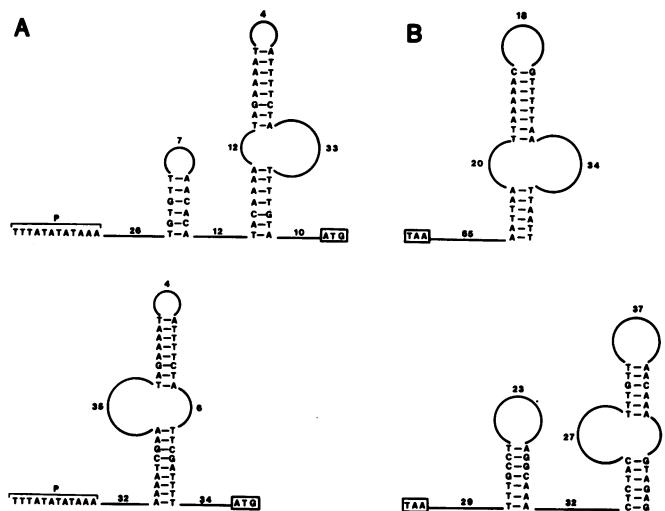 A
4
7
12
33
P
TTTATATATAAA
26
12
10
ATG
T T G T G T
A A C A C A
A A A A C A T
T T T T G T A
B
18
C A A A A T T
G T T T T A A
20
34
A T T A A
T A A T T
TAA
65
4
35
6
P
TTTATATATAAA
32
34
ATG
37
23
27
T T G T T T
A A C A A A
TAA
29
32